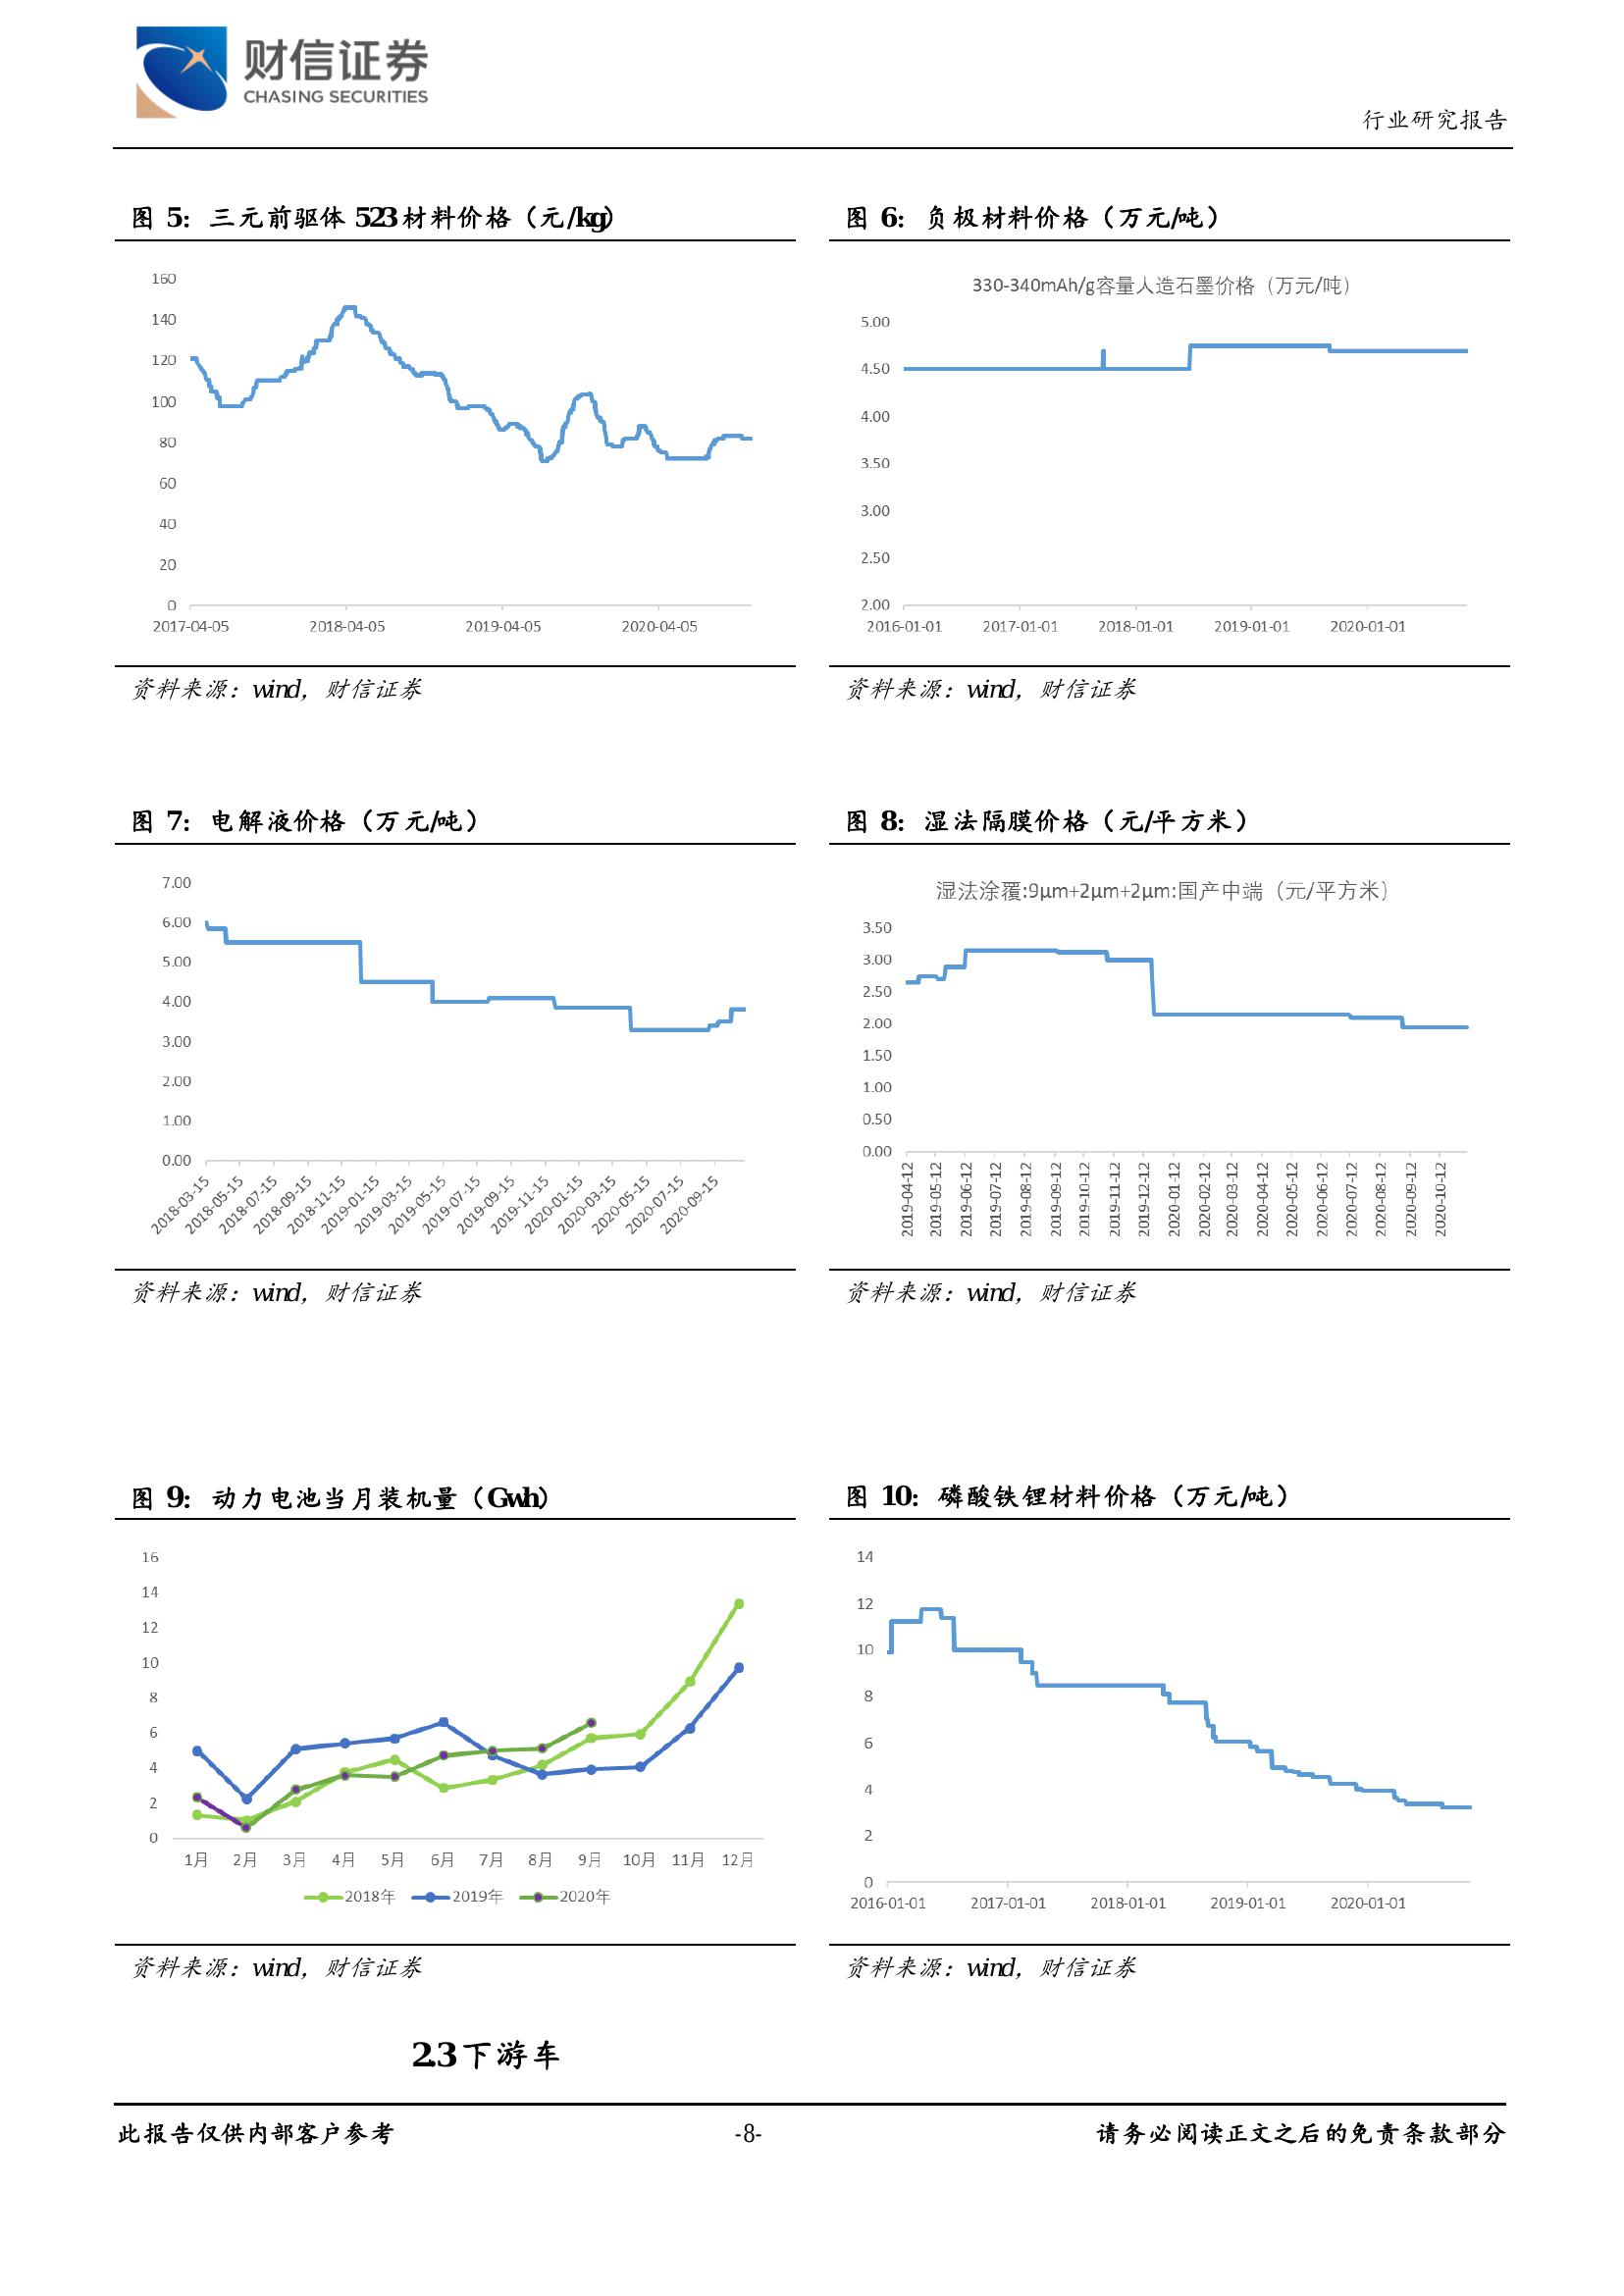 财信证券
CHASING SECURITIES
行业研究报告
图 5：三元前驱体 523 材料价格（元/kg）
160
140
120
100
80
60
40
20
0
2017-04-05 2018-04-05 2019-04-05 2020-04-05
资料来源：wind，财信证券
图 6：负极材料价格（万元/吨）
330-340mAh/g容量人造石墨价格（万元/吨）
5.00
4.50
4.00
3.50
3.00
2.50
2.00
2016-01-01 2017-01-01 2018-01-01 2019-01-01 2020-01-01
资料来源：wind，财信证券
图 7：电解液价格（万元/吨）
7.00
6.00
5.00
4.00
3.00
2.00
1.00
0.00
2018-03-15 2018-05-15 2018-07-15 2018-09-15 2018-11-15 2019-01-15 2019-03-15 2019-05-15 2019-07-15 2019-09-15 2019-11-15 2020-01-15 2020-03-15 2020-05-15 2020-07-15 2020-09-15
资料来源：wind，财信证券
图 8：湿法隔膜价格（元/平方米）
湿法涂覆:9μm+2μm+2μm:国产中端（元/平方米）
3.50
3.00
2.50
2.00
1.50
1.00
0.50
0.00
2019-04-12 2019-05-12 2019-06-12 2019-07-12 2019-08-12 2019-09-12 2019-10-12 2019-11-12 2019-12-12 2020-01-12 2020-02-12 2020-03-12 2020-04-12 2020-05-12 2020-06-12 2020-07-12 2020-08-12 2020-09-12 2020-10-12
资料来源：wind，财信证券
图 9：动力电池当月装机量（Gwh）
16
14
12
10
8
6
4
2
0
1月 2月 3月 4月 5月 6月 7月 8月 9月 10月 11月 12月
2018年 2019年 2020年
资料来源：wind，财信证券
图 10：磷酸铁锂材料价格（万元/吨）
14
12
10
8
6
4
2
0
2016-01-01 2017-01-01 2018-01-01 2019-01-01 2020-01-01
资料来源：wind，财信证券
2.3 下游车
此报告仅供内部客户参考 -8- 请务必阅读正文之后的免责条款部分